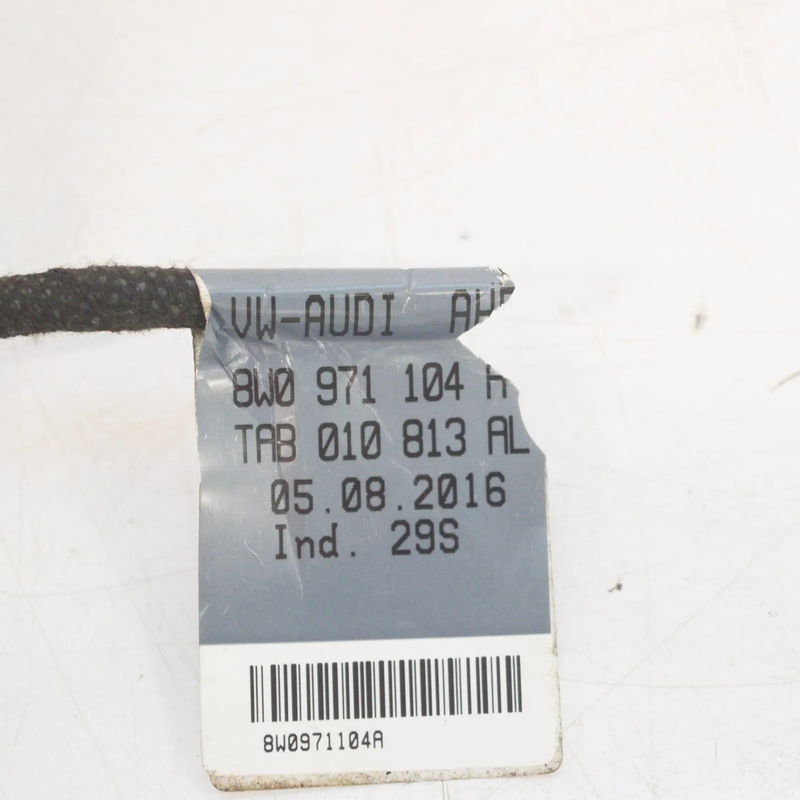 VW-AUDI
8W0 971 104 A
TAB 010 813 AL
05.08.2016
Ind. 29S
8W0971104A